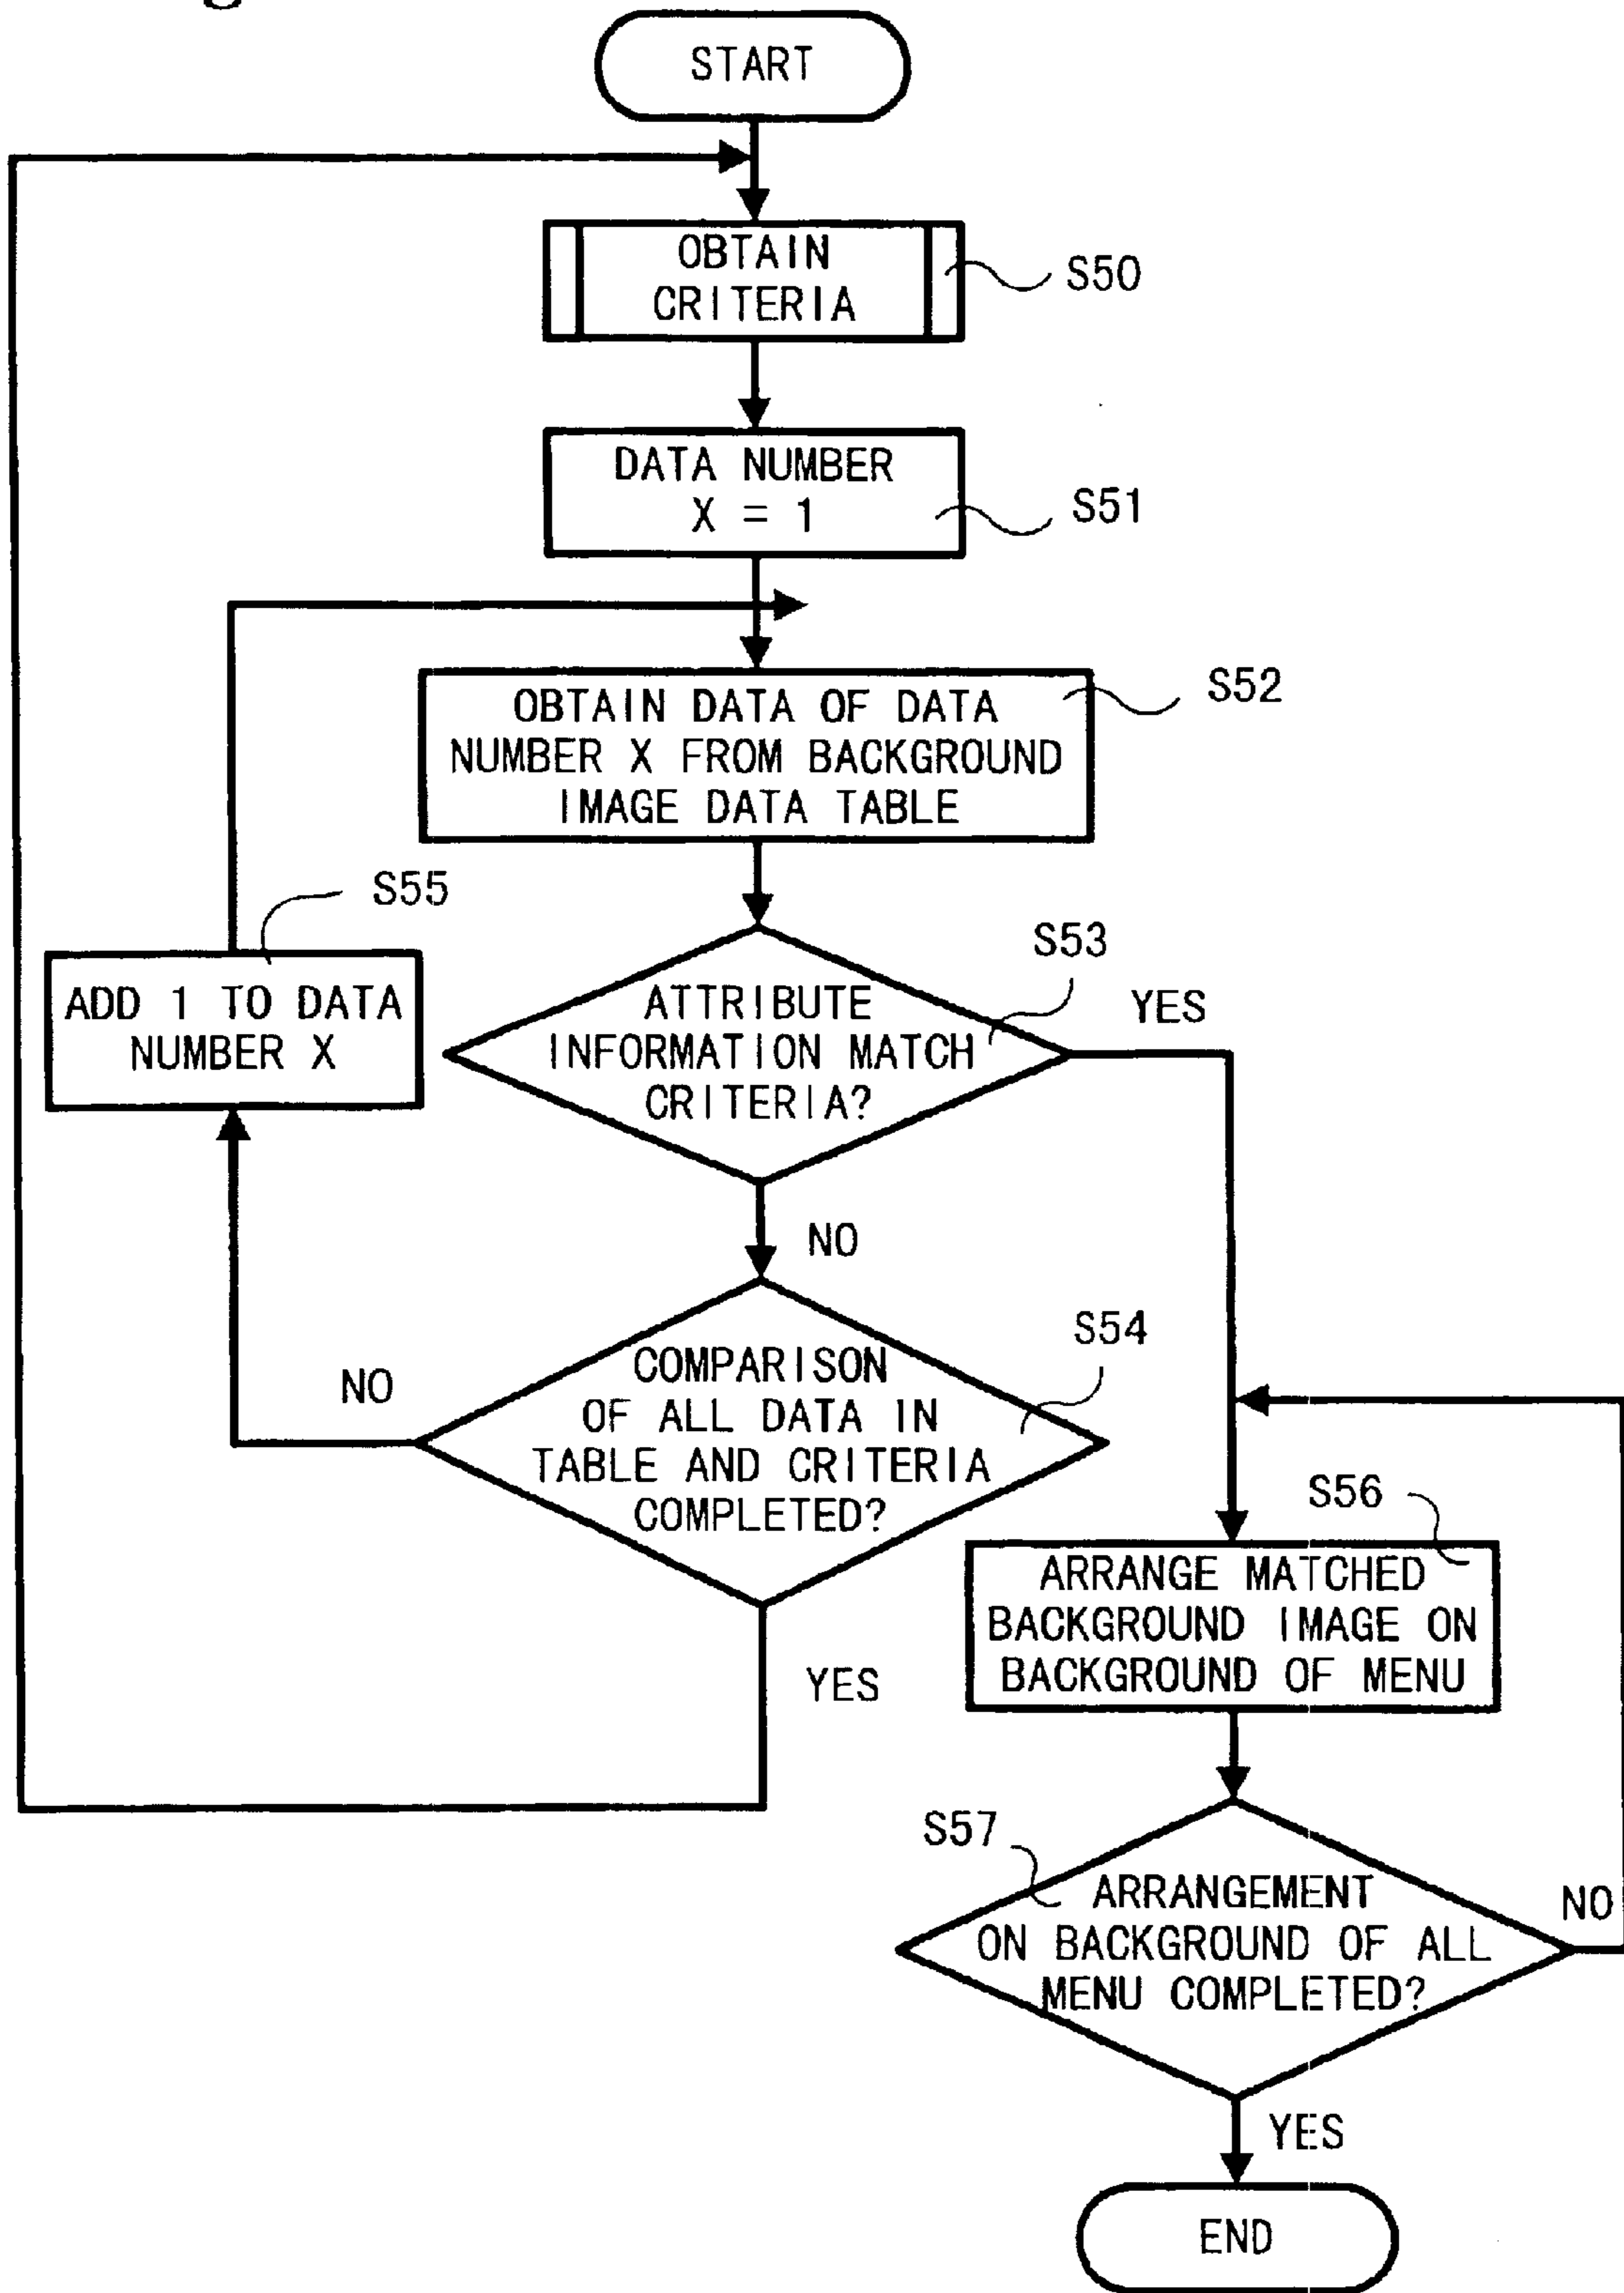 START
OBTAIN
CRITERIA
S50
DATA NUMBER
X = 1
S51
OBTAIN DATA OF DATA
NUMBER X FROM BACKGROUND
IMAGE DATA TABLE
S52
S55
ADD 1 TO DATA
NUMBER X
S53
ATTRIBUTE
INFORMATION MATCH
CRITERIA?
YES
NO
S54
COMPARISON
OF ALL DATA IN
TABLE AND CRITERIA
COMPLETED?
NO
YES
S56
ARRANGE MATCHED
BACKGROUND IMAGE ON
BACKGROUND OF MENU
S57
ARRANGEMENT
ON BACKGROUND OF ALL
MENU COMPLETED?
NO
YES
END